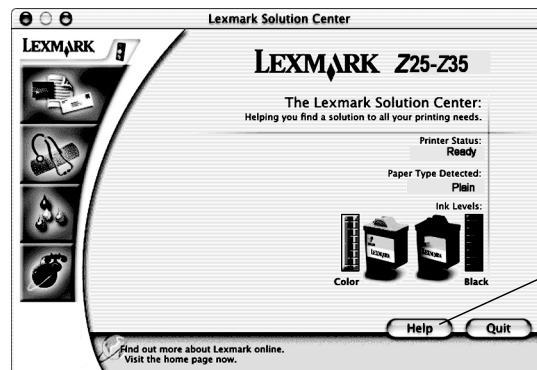 Lexmark Solution Center
LEXMARK
LEXMARK Z25-Z35
The Lexmark Solution Center:
Helping you find a solution to all your printing needs.
Printer Status:
Ready
Paper Type Detected:
Plain
Ink Levels:
LEXMARK LEXMARK
Color Black
Help Quit
Find out more about Lexmark online.
Visit the home page now.